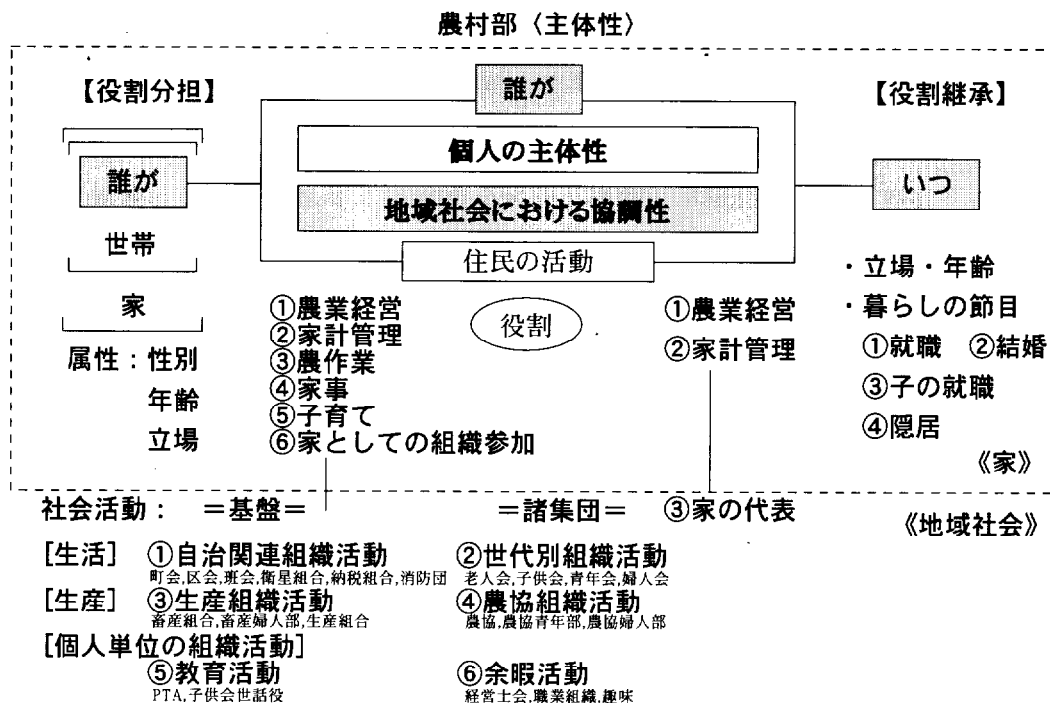 農村部〈主体性〉
【役割分担】
誰が
【役割継承】
個人の主体性
誰が
いつ
地域社会における協調性
世帯
住民の活動
・立場・年齢
家
①農業経営
役割
①農業経営
・暮らしの節目
②家計管理
②家計管理
属性：性別
③農作業
①就職 ②結婚
年齢
④家事
③子の就職
⑤子育て
立場
⑥家としての組織参加
④隠居
《家》
社会活動： ＝基盤＝ ＝諸集団＝ ③家の代表
《地域社会》
[生活] ①自治関連組織活動 ②世代別組織活動
町会,区会,班会,衛星組合,納税組合,消防団 老人会,子供会,青年会,婦人会
[生産] ③生産組織活動 ④農協組織活動
畜産組合,畜産婦人部,生産組合 農協,農協青年部,農協婦人部
[個人単位の組織活動]
⑤教育活動 ⑥余暇活動
PTA,子供会世話役 経営士会,職業組織,趣味